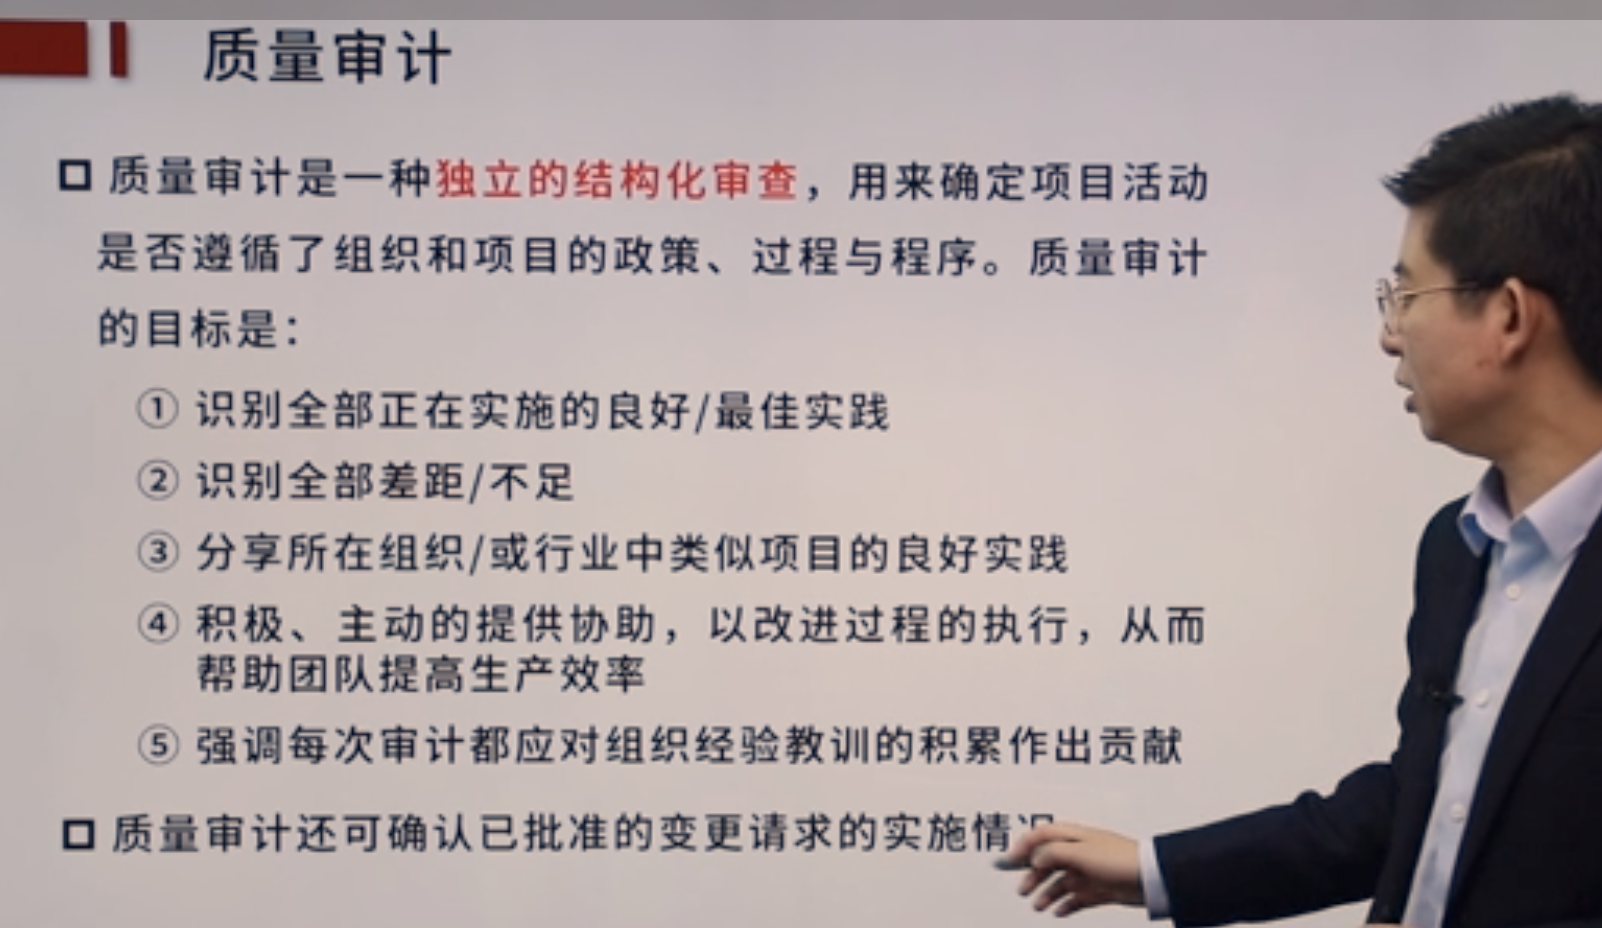 质量审计
质量审计是一种独立的结构化审查，用来确定项目活动
是否遵循了组织和项目的政策、过程与程序。质量审计
的目标是：
① 识别全部正在实施的良好/最佳实践
② 识别全部差距/不足
③ 分享所在组织/或行业中类似项目的良好实践
④ 积极、主动的提供协助，以改进过程的执行，从而
帮助团队提高生产效率
⑤ 强调每次审计都应对组织经验教训的积累作出贡献
质量审计还可确认已批准的变更请求的实施情况